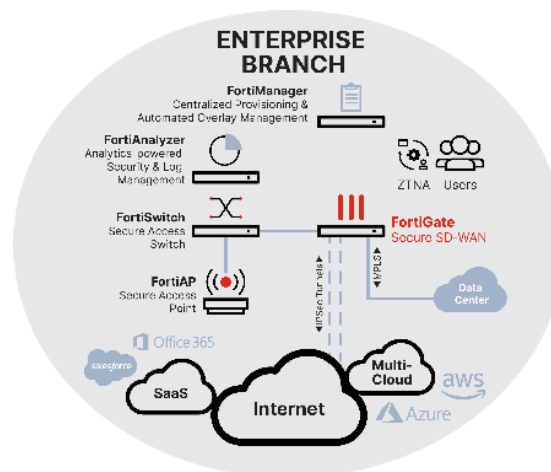 ENTERPRISE
BRANCH
FortiManager
Centralized Provisioning &
Automated Overlay Management
FortiAnalyzer
Analytics-powered
Security & Log
Management
ZTNA
Users
FortiSwitch
Secure Access
Switch
FortiGate
Secure SD-WAN
FortiAP
Secure Access
Point
IPSec Tunnels
MPLS
Data
Center
Office 365
salesforce
SaaS
Internet
Multi-
Cloud
aws
Azure